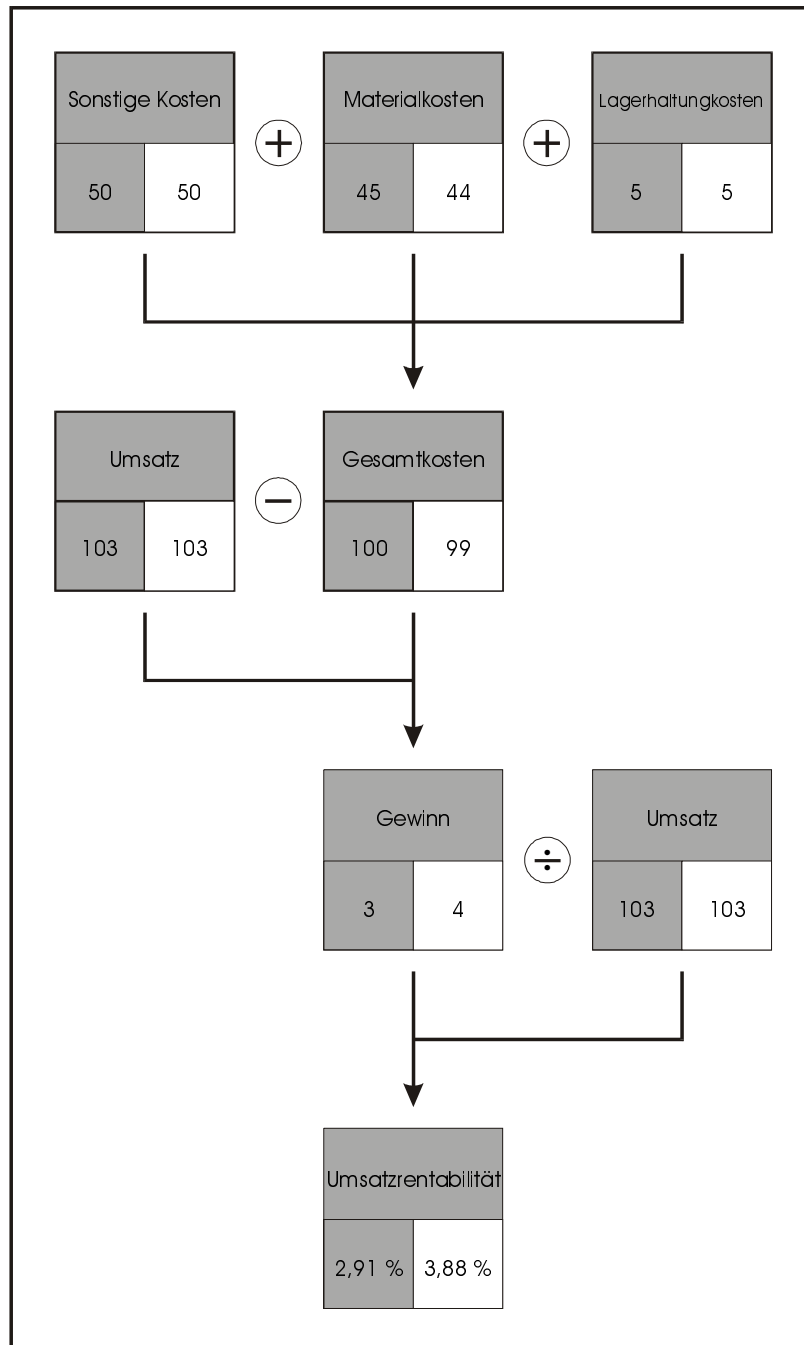 Sonstige Kosten
Materialkosten
Lagerhaltungkosten
50 50
45 44
5 5
Umsatz
Gesamtkosten
103 103
100 99
Gewinn
Umsatz
3 4
103 103
Umsatzrentabilität
2,91 % 3,88 %